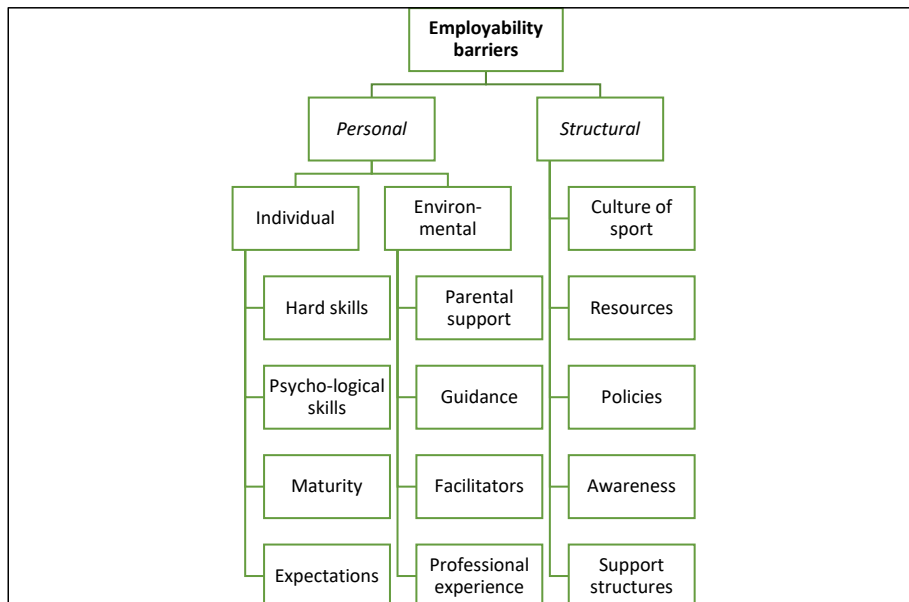 Employability
barriers
Personal
Structural
Individual
Environ-
mental
Culture of
sport
Hard skills
Parental
support
Resources
Psycho-logical
skills
Guidance
Policies
Maturity
Facilitators
Awareness
Expectations
Professional
experience
Support
structures